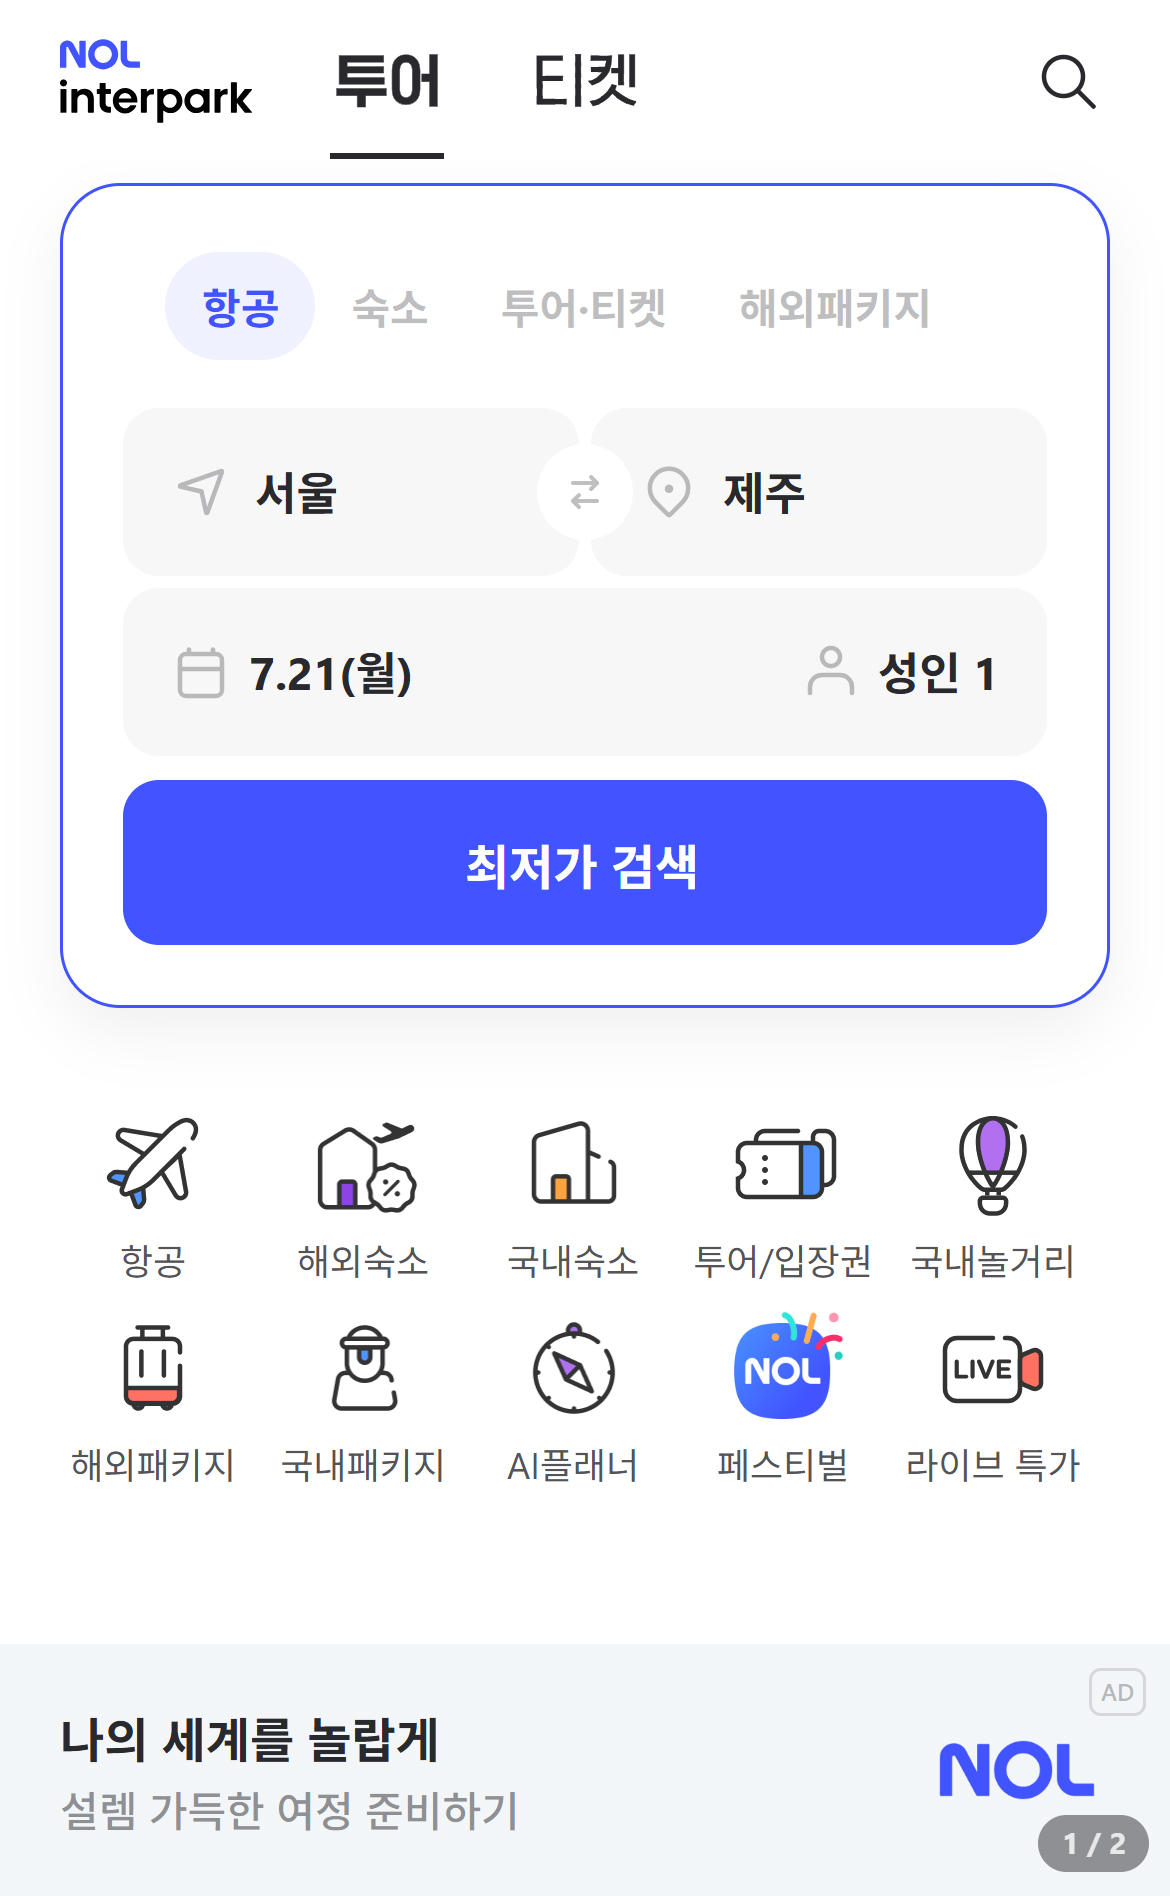 NOL
interpark
투어 티켓
항공 숙소 투어·티켓 해외패키지
서울 제주
7.21(월) 성인 1
최저가 검색
항공 해외숙소 국내숙소 투어/입장권 국내놀거리
NOL LIVE
해외패키지 국내패키지 AI플래너 페스티벌 라이브 특가
AD
나의 세계를 놀랍게
설렘 가득한 여정 준비하기
NOL
1 / 2